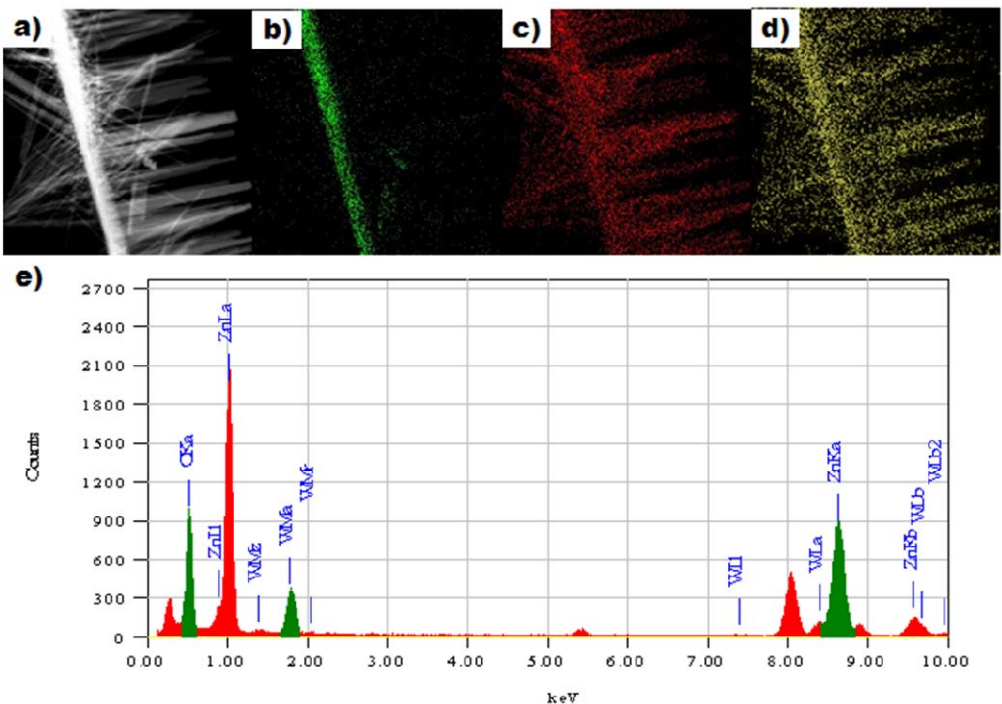 a)
b)
c)
d)
e)
2700
2400
2100
1800
1500
1200
900
600
300
0
Counts
OKa
ZnLl
ZnLa
WMz
WMa
WMr
WLl
WLa
ZnKa
ZnKb
WLb
WLb2
0.00 1.00 2.00 3.00 4.00 5.00 6.00 7.00 8.00 9.00 10.00
keV